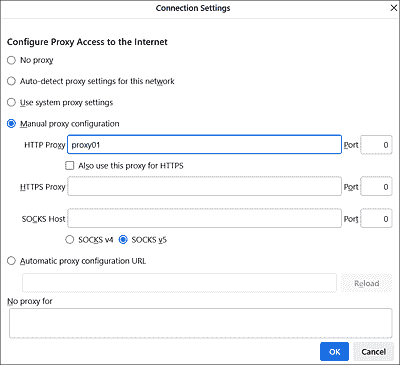 Connection Settings
Configure Proxy Access to the Internet
No proxy
Auto-detect proxy settings for this network
Use system proxy settings
Manual proxy configuration
HTTP Proxy proxy01 Port 0
Also use this proxy for HTTPS
HTTPS Proxy Port 0
SOCKS Host Port 0
SOCKS v4 SOCKS v5
Automatic proxy configuration URL
Reload
No proxy for
OK Cancel